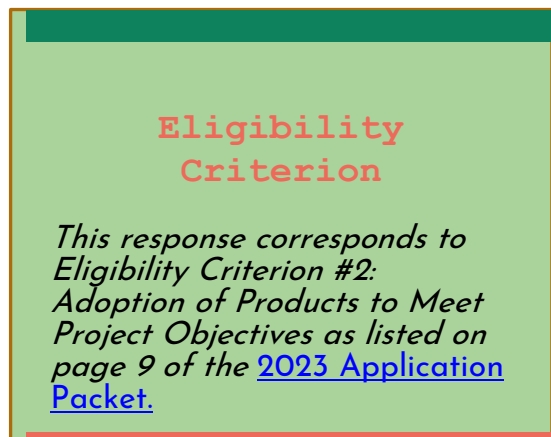 Eligibility
Criterion
This response corresponds to
Eligibility Criterion #2:
Adoption of Products to Meet
Project Objectives as listed on
page 9 of the 2023 Application
Packet.